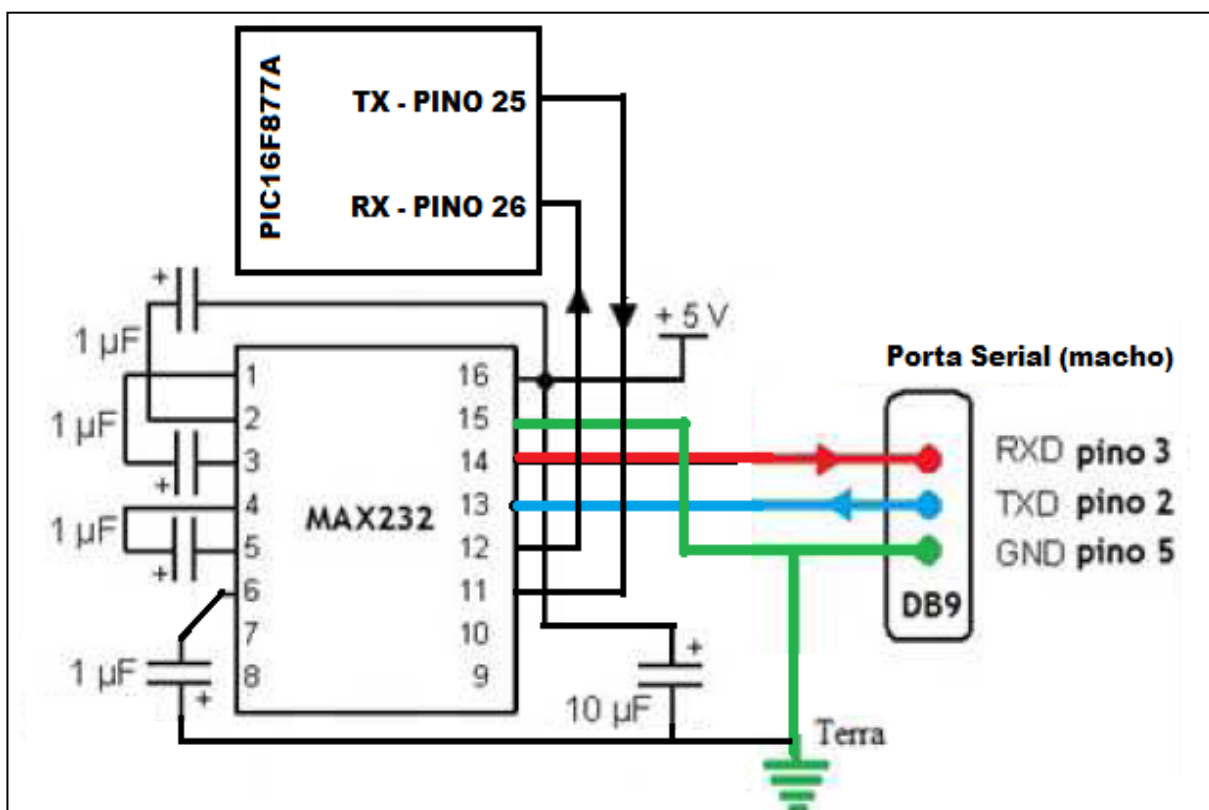 PIC16F877A
TX - PINO 25
RX - PINO 26
+
1 µF
+ 5 V
Porta Serial (macho)
1 16
2 15
1 µF
3 14
+
RXD pino 3
4 13
1 µF
MAX232
TXD pino 2
5 12
+
GND pino 5
6 11
DB9
7 10
+
1 µF
8 9
+
10 µF
Terra